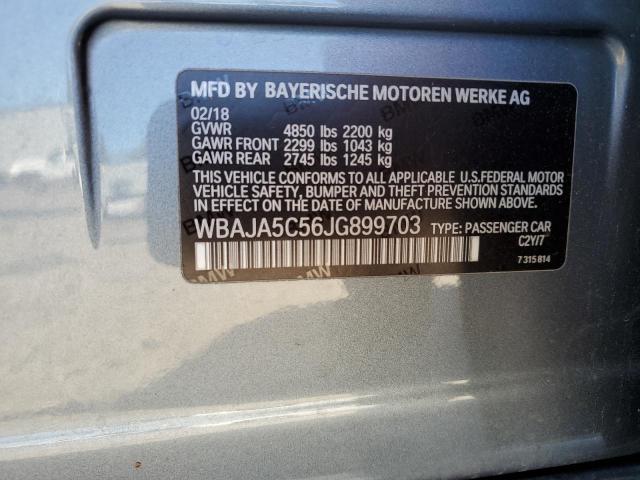 MFD BY BAYERISCHE MOTOREN WERKE AG
02/18
GVWR 4850 lbs 2200 kg
GAWR FRONT 2299 lbs 1043 kg
GAWR REAR 2745 lbs 1245 kg
THIS VEHICLE CONFORMS TO ALL APPLICABLE U.S.FEDERAL MOTOR
VEHICLE SAFETY, BUMPER AND THEFT PREVENTION STANDARDS
IN EFFECT ON THE DATE OF MANUFACTURE SHOWN ABOVE.
WBAJA5C56JG899703 TYPE: PASSENGER CAR
C2Y/7
7 315 814